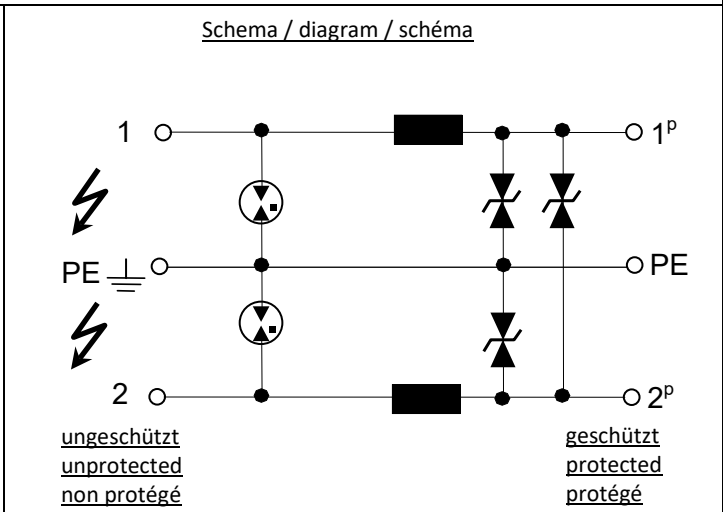 Schema / diagram / schéma
1
1ᵖ
PE
PE
2
2ᵖ
ungeschützt
unprotected
non protégé
geschützt
protected
protégé